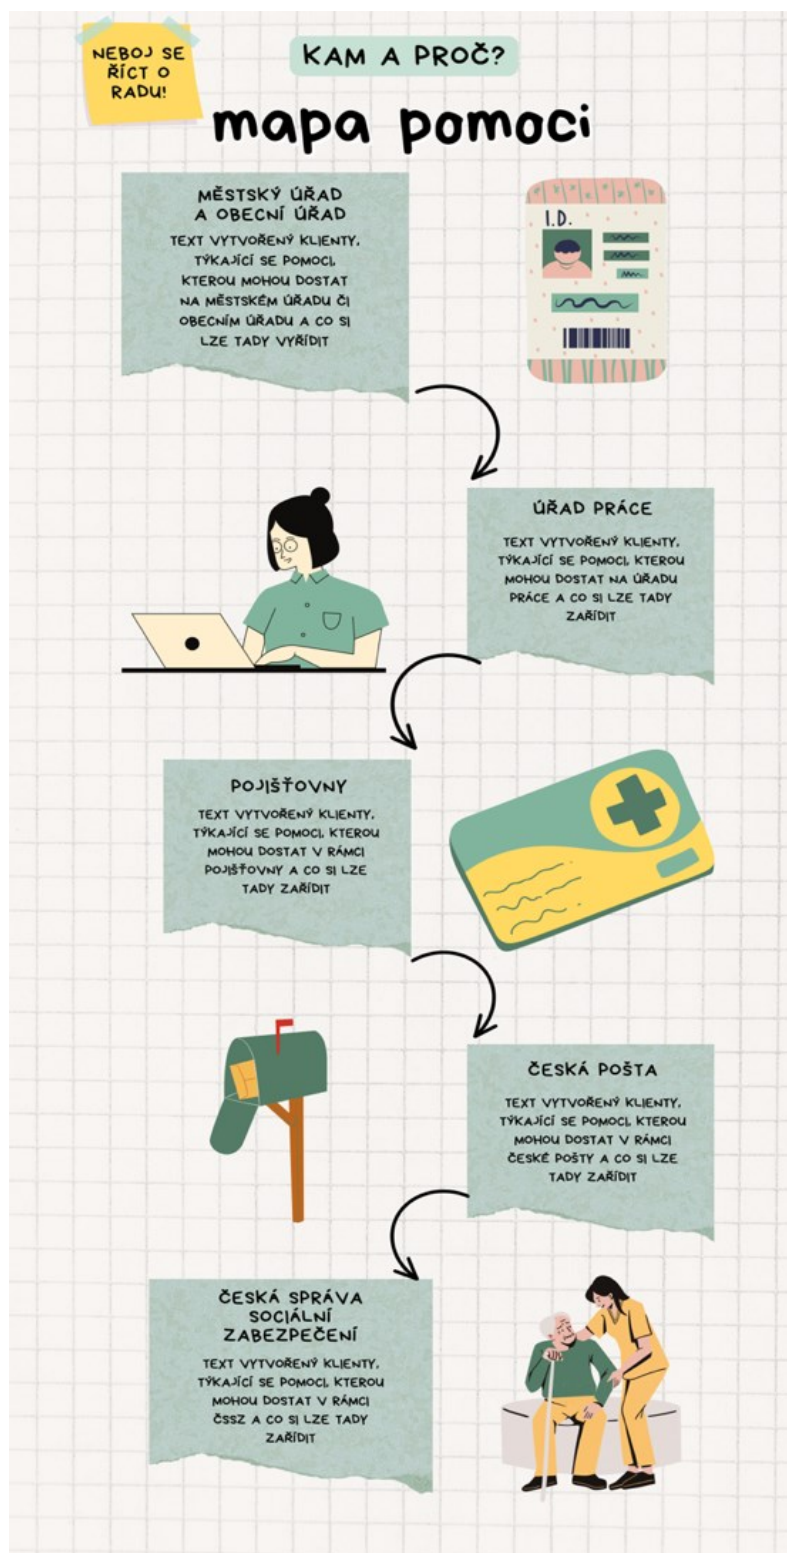 NEBOJ SE
ŘÍCT O
RADU!
KAM A PROČ?
mapa pomoci
MĚSTSKÝ ÚŘAD
A OBECNÍ ÚŘAD
TEXT VYTVOŘENÝ KLIENTY,
TÝKAJÍCÍ SE POMOCI,
KTEROU MOHOU DOSTAT
NA MĚSTSKÉM ÚŘADU ČI
OBECNÍM ÚŘADU A CO SI
LZE TADY VYŘÍDIT
I.D.
ÚŘAD PRÁCE
TEXT VYTVOŘENÝ KLIENTY,
TÝKAJÍCÍ SE POMOCI, KTEROU
MOHOU DOSTAT NA ÚŘADU
PRÁCE A CO SI LZE TADY
ZAŘÍDIT
POJIŠŤOVNY
TEXT VYTVOŘENÝ KLIENTY,
TÝKAJÍCÍ SE POMOCI, KTEROU
MOHOU DOSTAT V RÁMCI
POJIŠŤOVNY A CO SI LZE
TADY ZAŘÍDIT
ČESKÁ POŠTA
TEXT VYTVOŘENÝ KLIENTY,
TÝKAJÍCÍ SE POMOCI, KTEROU
MOHOU DOSTAT V RÁMCI
ČESKÉ POŠTY A CO SI LZE
TADY ZAŘÍDIT
ČESKÁ SPRÁVA
SOCIÁLNÍ
ZABEZPEČENÍ
TEXT VYTVOŘENÝ KLIENTY,
TÝKAJÍCÍ SE POMOCI, KTEROU
MOHOU DOSTAT V RÁMCI
ČSSZ A CO SI LZE TADY
ZAŘÍDIT